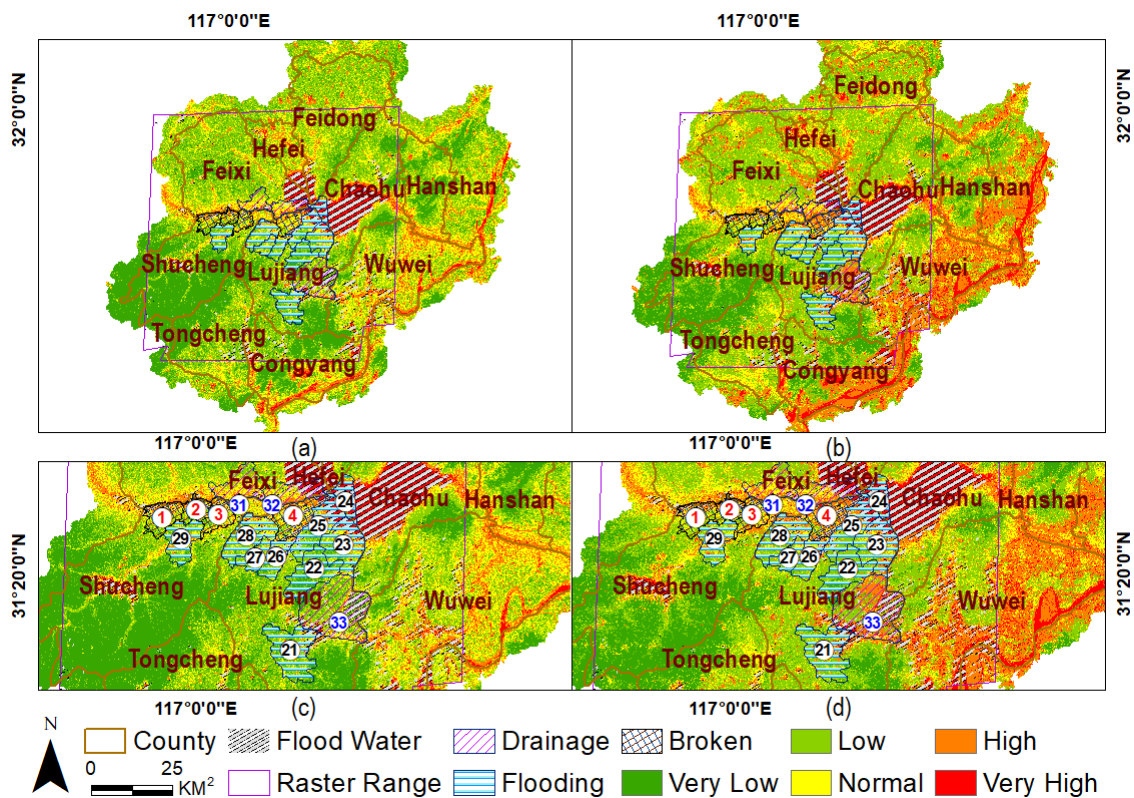 117°0'0"E 117°0'0"E
32°0'0"N 32°0'0"N
Feidong
Hefei
Feixi
Chaohu
Hanshan
Shucheng
Lujiang
Wuwei
Tongcheng
Congyang
Feidong
Hefei
Feixi
Chaohu
Hanshan
Shucheng
Lujiang
Wuwei
Tongcheng
Congyang
117°0'0"E (a) 117°0'0"E (b)
31°20'0"N 31°20'0"N
Feixi
Hefei
Chaohu
Hanshan
1 2 3 31 32 4 24
25
29 28 27 26 23
22
Shucheng
Lujiang
Wuwei
33
21
Tongcheng
Feixi
Hefei
Chaohu
Hanshan
1 2 3 31 32 4 24
25
29 28 27 26 23
22
Shucheng
Lujiang
Wuwei
33
21
Tongcheng
117°0'0"E (c) 117°0'0"E (d)
N
0 25
KM²
County Flood Water Drainage Broken Low High
Raster Range Flooding Very Low Normal Very High